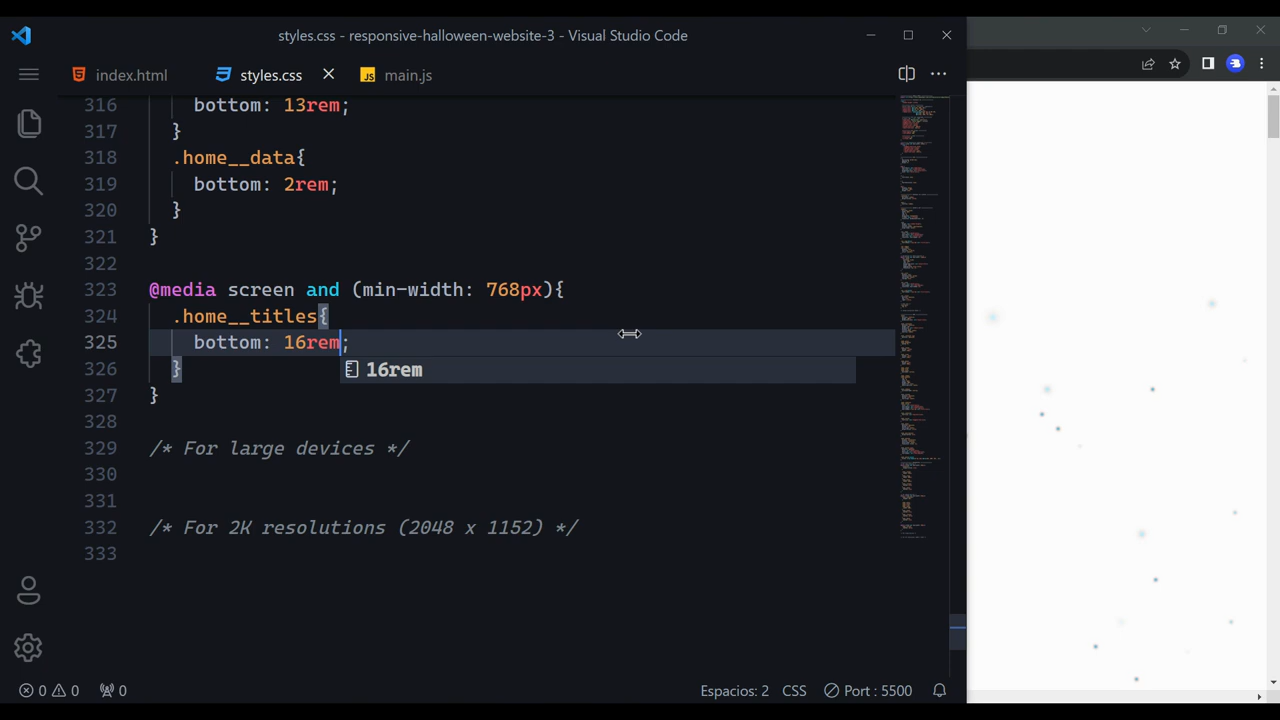 styles.css - responsive-halloween-website-3 - Visual Studio Code
index.html
styles.css
JS main.js
316 bottom: 13rem;
317 }
318 .home__data{
319 bottom: 2rem;
320 }
321 }
322
323 @media screen and (min-width: 768px){
324 .home__titles{
325 bottom: 16rem;
16rem
326 }
327 }
328
329 /* For large devices */
330
331
332 /* For 2K resolutions (2048 x 1152) */
333
0 0 0 Espacios: 2 CSS Port : 5500